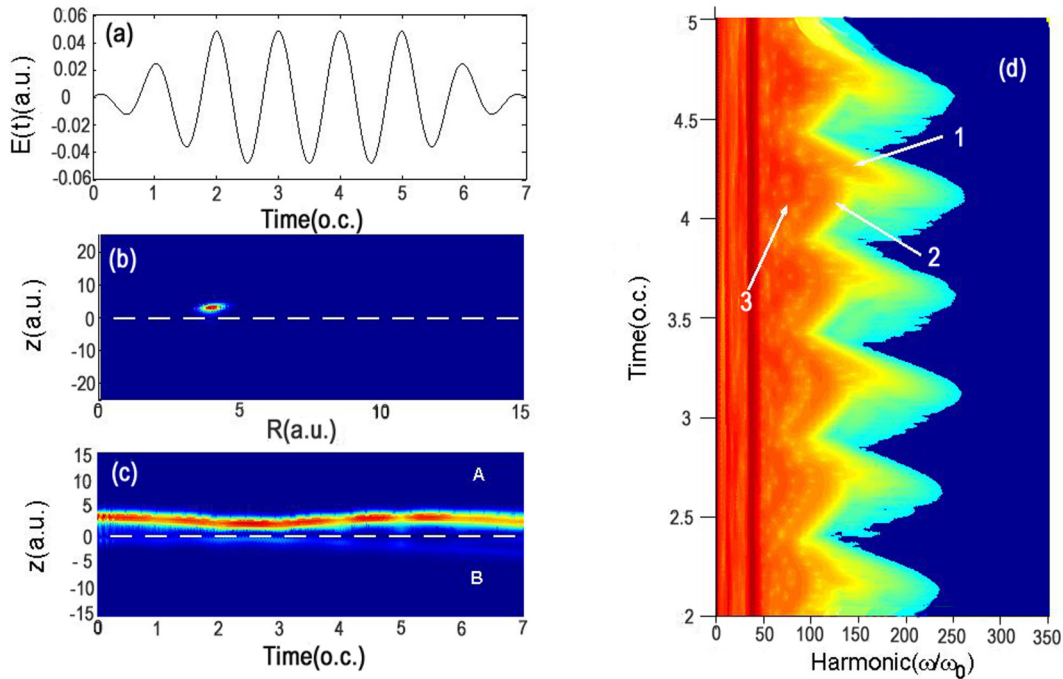 (a)
E(t)(a.u.)
0.06
0.04
0.02
0
-0.02
-0.04
-0.06
0 1 2 3 4 5 6 7
Time(o.c.)
(b)
z(a.u.)
20
10
0
-10
-20
0 5 10 15
R(a.u.)
(c)
A
B
z(a.u.)
15
10
5
0
-5
-10
-15
0 1 2 3 4 5 6 7
Time(o.c.)
(d)
1
2
3
Time(o.c.)
5
4.5
4
3.5
3
2.5
2
0 50 100 150 200 250 300 350
Harmonic(ω/ω0)